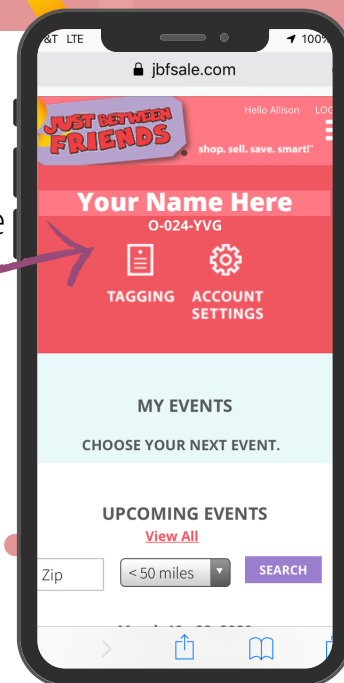 &T LTE 100%
jbfsale.com
Hello Allison LOG
JUST BETWEEN
FRIENDS
shop. sell. save. smart!™
Your Name Here
O-024-YVG
TAGGING ACCOUNT
SETTINGS
MY EVENTS
CHOOSE YOUR NEXT EVENT.
UPCOMING EVENTS
View All
Zip < 50 miles SEARCH